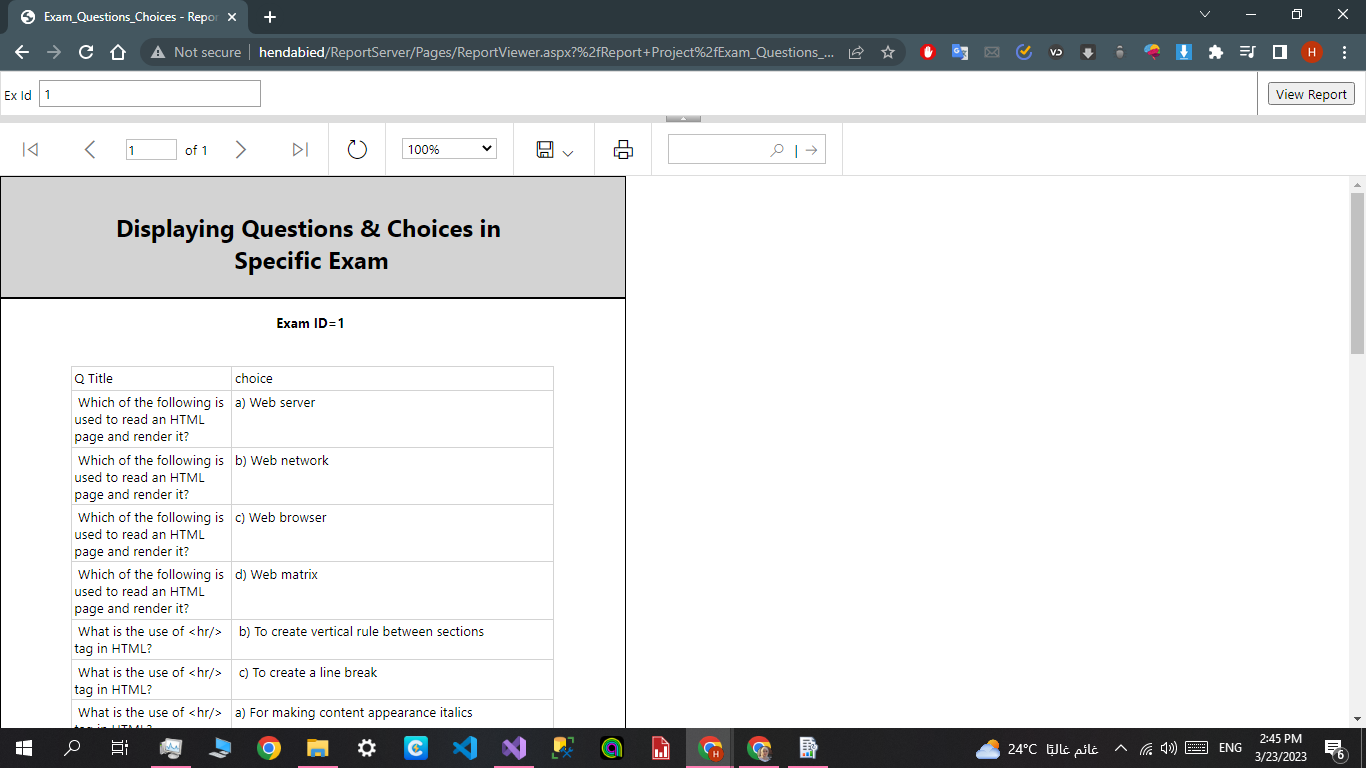 Exam_Questions_Choices - Repor
Not secure
hendabied/ReportServer/Pages/ReportViewer.aspx?%2fReport+Project%2fExam_Questions_...
H
Ex Id
1
View Report
1
of 1
100%
Displaying Questions & Choices in
Specific Exam
Exam ID=1
Q Title
choice
Which of the following is
used to read an HTML
page and render it?
a) Web server
Which of the following is
used to read an HTML
page and render it?
b) Web network
Which of the following is
used to read an HTML
page and render it?
c) Web browser
Which of the following is
used to read an HTML
page and render it?
d) Web matrix
What is the use of <hr/>
tag in HTML?
b) To create vertical rule between sections
What is the use of <hr/>
tag in HTML?
c) To create a line break
What is the use of <hr/>
tag in HTML?
a) For making content appearance italics
24°C غائم غالبًا
ENG
2:45 PM
3/23/2023
6